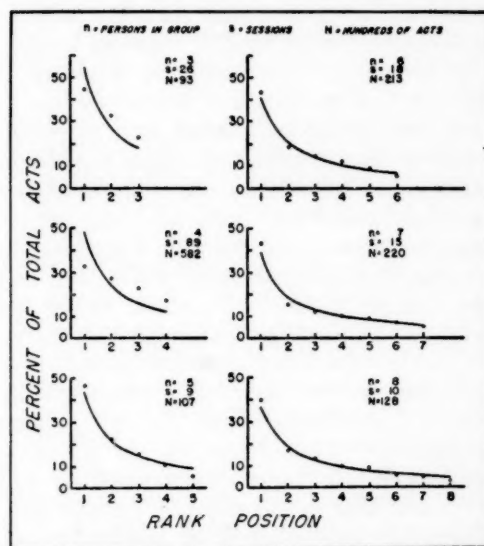 n = PERSONS IN GROUP   s = SESSIONS   N = HUNDREDS OF ACTS
PERCENT OF TOTAL ACTS
n= 3
s= 26
N=93
50
30
10
0
1 2 3
n= 6
s= 18
N=213
50
30
10
0
1 2 3 4 5 6
n= 4
s= 89
N=582
50
30
10
0
1 2 3 4
n= 7
s= 15
N=220
50
30
10
0
1 2 3 4 5 6 7
n= 5
s= 9
N=107
50
30
10
0
1 2 3 4 5
n= 8
s= 10
N=128
50
30
10
0
1 2 3 4 5 6 7 8
RANK POSITION